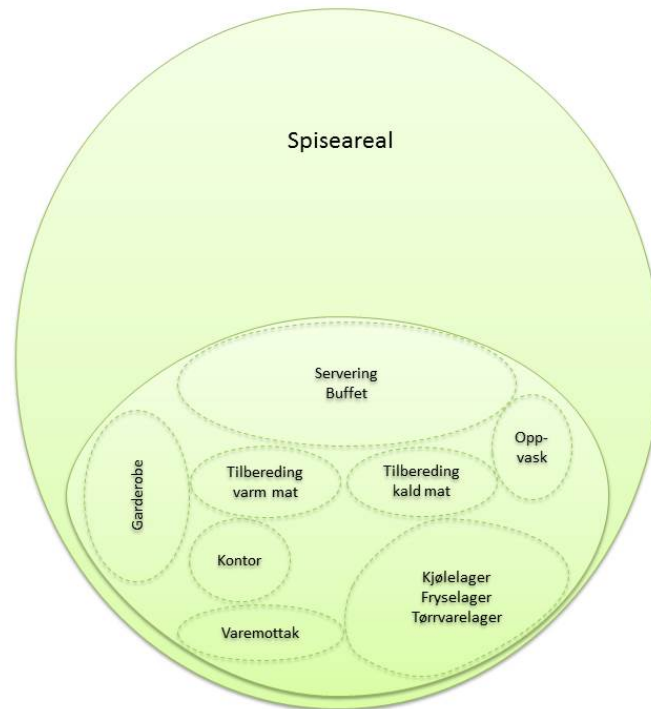 Spiseareal
Servering
Buffet
Opp-
vask
Garderobe
Tilbereding
varm mat
Tilbereding
kald mat
Kontor
Kjølelager
Fryselager
Tørrvarelager
Varemottak